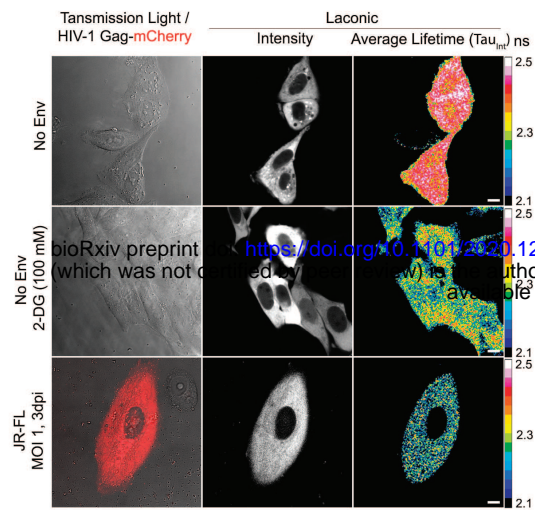 Tansmission Light /
HIV-1 Gag-mCherry
Laconic
Intensity
Average Lifetime (TauInt) ns
No Env
2.5
2.3
2.1
No Env
2-DG (100 mM)
2.5
2.3
2.1
bioRxiv preprint doi: https://doi.org/10.1101/2020.12
(which was not certified by peer review) is the autho
available
JR-FL
MOI 1, 3dpi
2.5
2.3
2.1